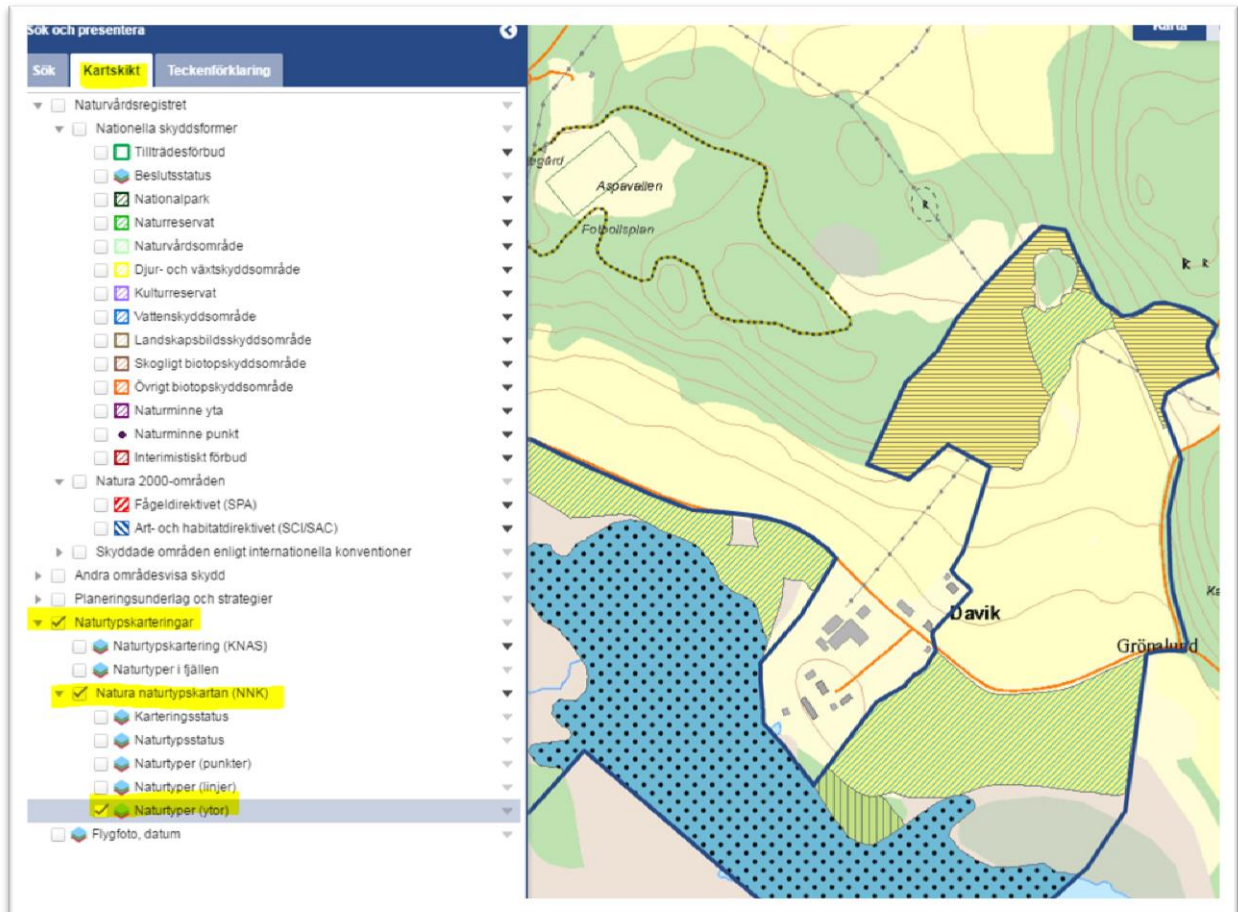 Sök och presentera
Sök
Kartskikt
Teckenförklaring
Naturvårdsregistret
Nationella skyddsformer
Tillträdesförbud
Beslutsstatus
Nationalpark
Naturreservat
Naturvårdsområde
Djur- och växtskyddsområde
Kulturreservat
Vattenskyddsområde
Landskapsbildsskyddsområde
Skogligt biotopskyddsområde
Övrigt biotopskyddsområde
Naturminne yta
Naturminne punkt
Interimistiskt förbud
Natura 2000-områden
Fågeldirektivet (SPA)
Art- och habitatdirektivet (SCI/SAC)
Skyddade områden enligt internationella konventioner
Andra områdesvisa skydd
Planeringsunderlag och strategier
Naturtypskarteringar
Naturtypskartering (KNAS)
Naturtyper i fjällen
Natura naturtypskartan (NNK)
Karteringsstatus
Naturtypsstatus
Naturtyper (punkter)
Naturtyper (linjer)
Naturtyper (ytor)
Flygfoto, datum
Karta
Aspavallen
Fotbollsplan
R
R R
Davik
Grönalund